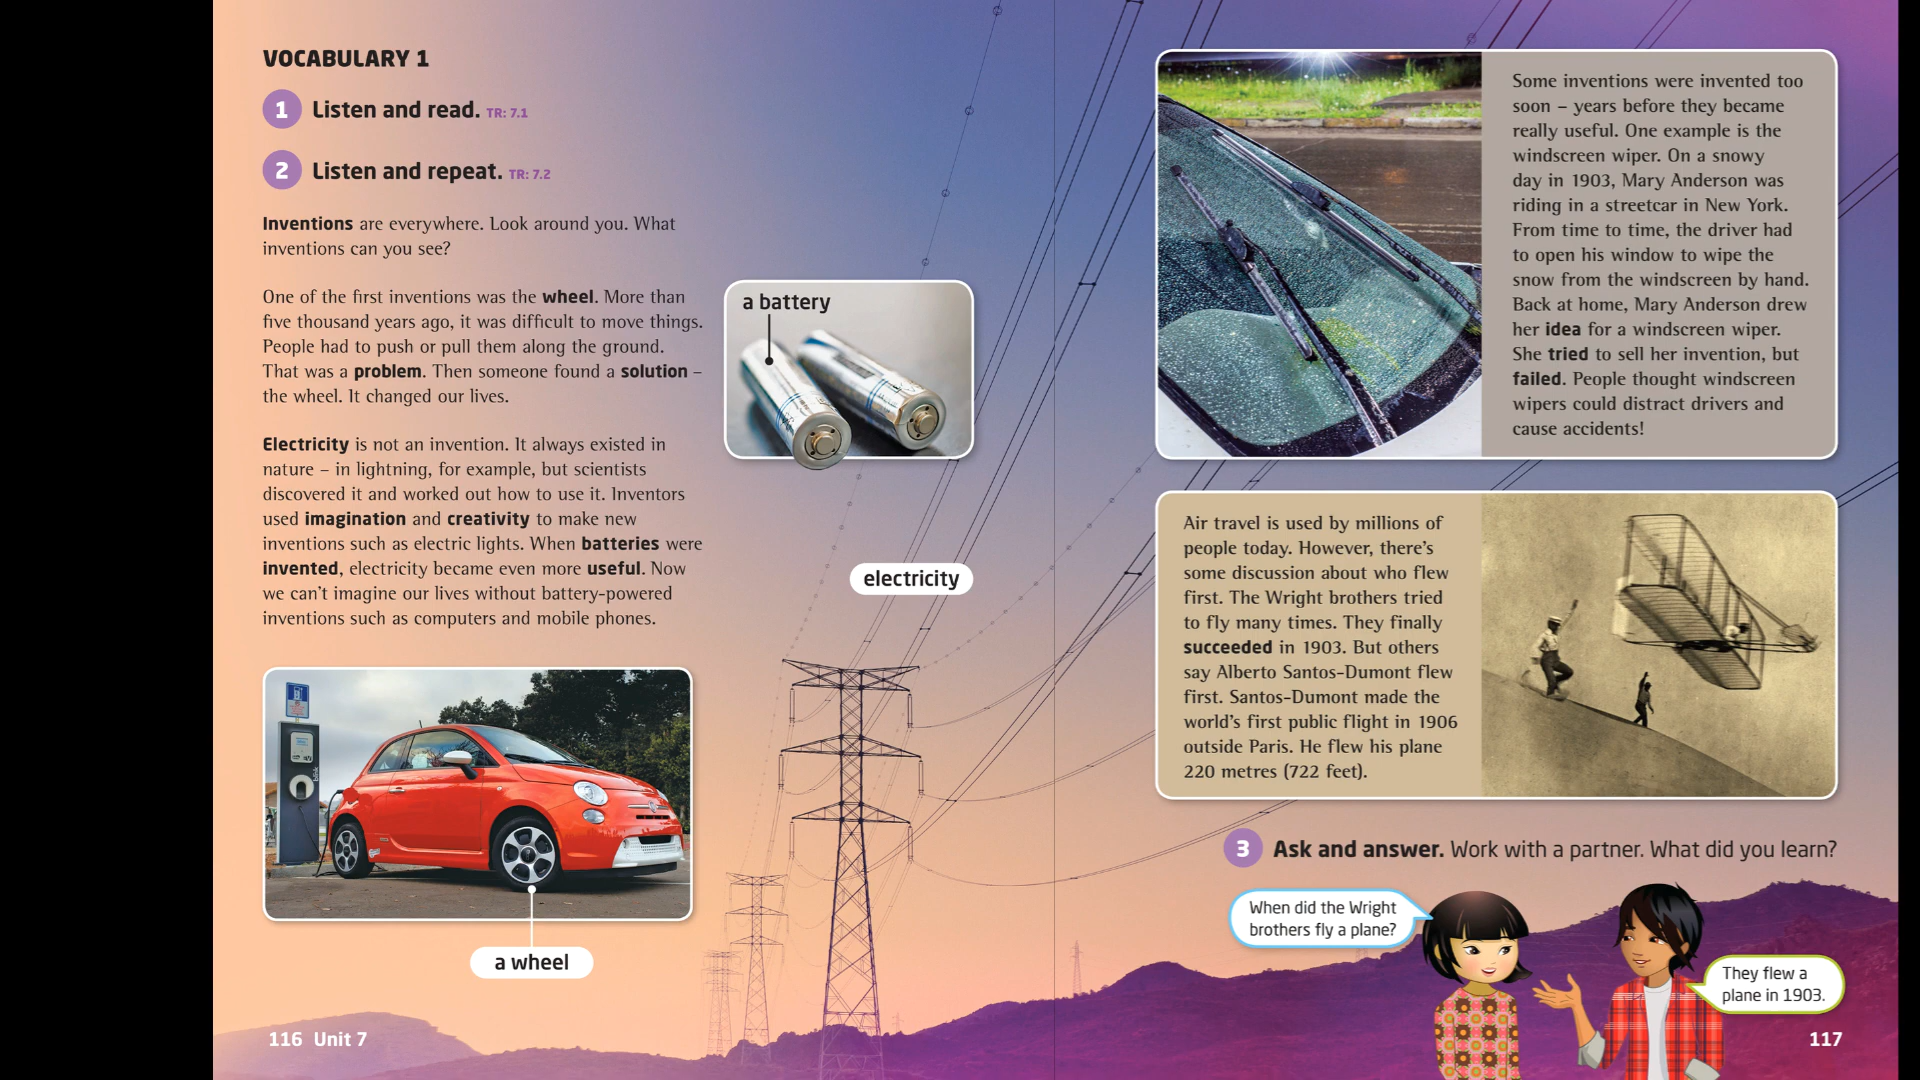 VOCABULARY 1
1 Listen and read. TR: 7.1
2 Listen and repeat. TR: 7.2
Inventions are everywhere. Look around you. What
inventions can you see?
One of the first inventions was the wheel. More than
five thousand years ago, it was difficult to move things.
People had to push or pull them along the ground.
That was a problem. Then someone found a solution –
the wheel. It changed our lives.
Electricity is not an invention. It always existed in
nature – in lightning, for example, but scientists
discovered it and worked out how to use it. Inventors
used imagination and creativity to make new
inventions such as electric lights. When batteries were
invented, electricity became even more useful. Now
we can't imagine our lives without battery-powered
inventions such as computers and mobile phones.
a battery
electricity
blink
a wheel
116 Unit 7
Some inventions were invented too
soon – years before they became
really useful. One example is the
windscreen wiper. On a snowy
day in 1903, Mary Anderson was
riding in a streetcar in New York.
From time to time, the driver had
to open his window to wipe the
snow from the windscreen by hand.
Back at home, Mary Anderson drew
her idea for a windscreen wiper.
She tried to sell her invention, but
failed. People thought windscreen
wipers could distract drivers and
cause accidents!
Air travel is used by millions of
people today. However, there's
some discussion about who flew
first. The Wright brothers tried
to fly many times. They finally
succeeded in 1903. But others
say Alberto Santos-Dumont flew
first. Santos-Dumont made the
world's first public flight in 1906
outside Paris. He flew his plane
220 metres (722 feet).
3 Ask and answer. Work with a partner. What did you learn?
When did the Wright
brothers fly a plane?
They flew a
plane in 1903.
117